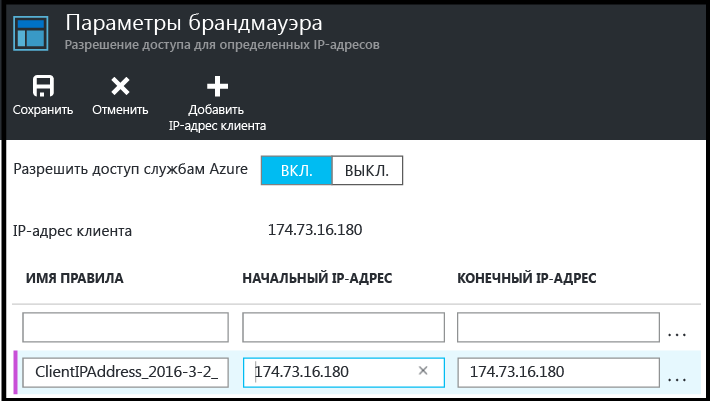 Параметры брандмауэра
Разрешение доступа для определенных IP-адресов
Сохранить Отменить Добавить
IP-адрес клиента
Разрешить доступ службам Azure ВКЛ. ВЫКЛ.
IP-адрес клиента 174.73.16.180
ИМЯ ПРАВИЛА НАЧАЛЬНЫЙ IP-АДРЕС КОНЕЧНЫЙ IP-АДРЕС
...
ClientIPAddress_2016-3-2_ 174.73.16.180 × 174.73.16.180 ...